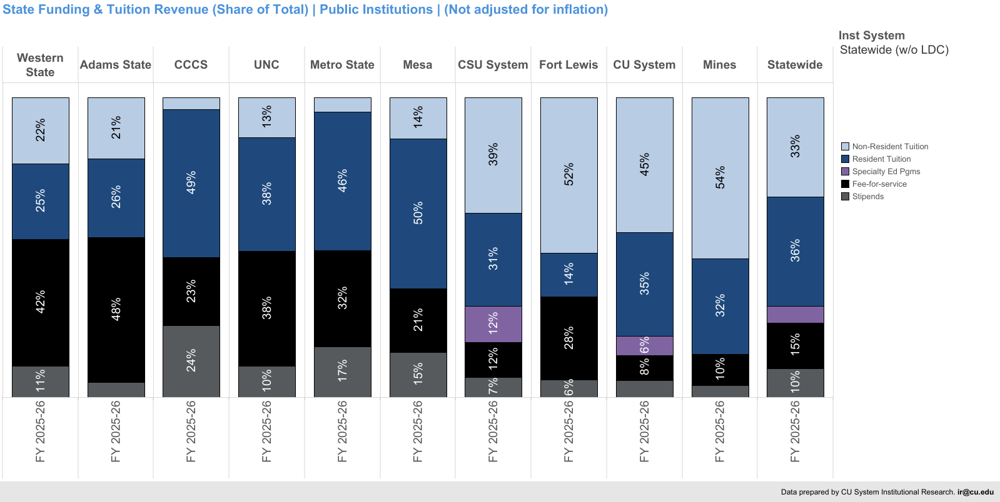 State Funding & Tuition Revenue (Share of Total) | Public Institutions | (Not adjusted for inflation)
Inst System
Statewide (w/o LDC)
Western
State
Adams State
CCCS
UNC
Metro State
Mesa
CSU System
Fort Lewis
CU System
Mines
Statewide
22%
25%
42%
11%
21%
26%
48%
49%
23%
24%
13%
38%
38%
10%
46%
32%
17%
14%
50%
21%
15%
39%
31%
12%
12%
7%
52%
14%
28%
6%
45%
35%
6%
8%
54%
32%
10%
33%
36%
15%
10%
Non-Resident Tuition
Resident Tuition
Specialty Ed Pgms
Fee-for-service
Stipends
FY 2025-26
FY 2025-26
FY 2025-26
FY 2025-26
FY 2025-26
FY 2025-26
FY 2025-26
FY 2025-26
FY 2025-26
FY 2025-26
FY 2025-26
Data prepared by CU System Institutional Research. ir@cu.edu